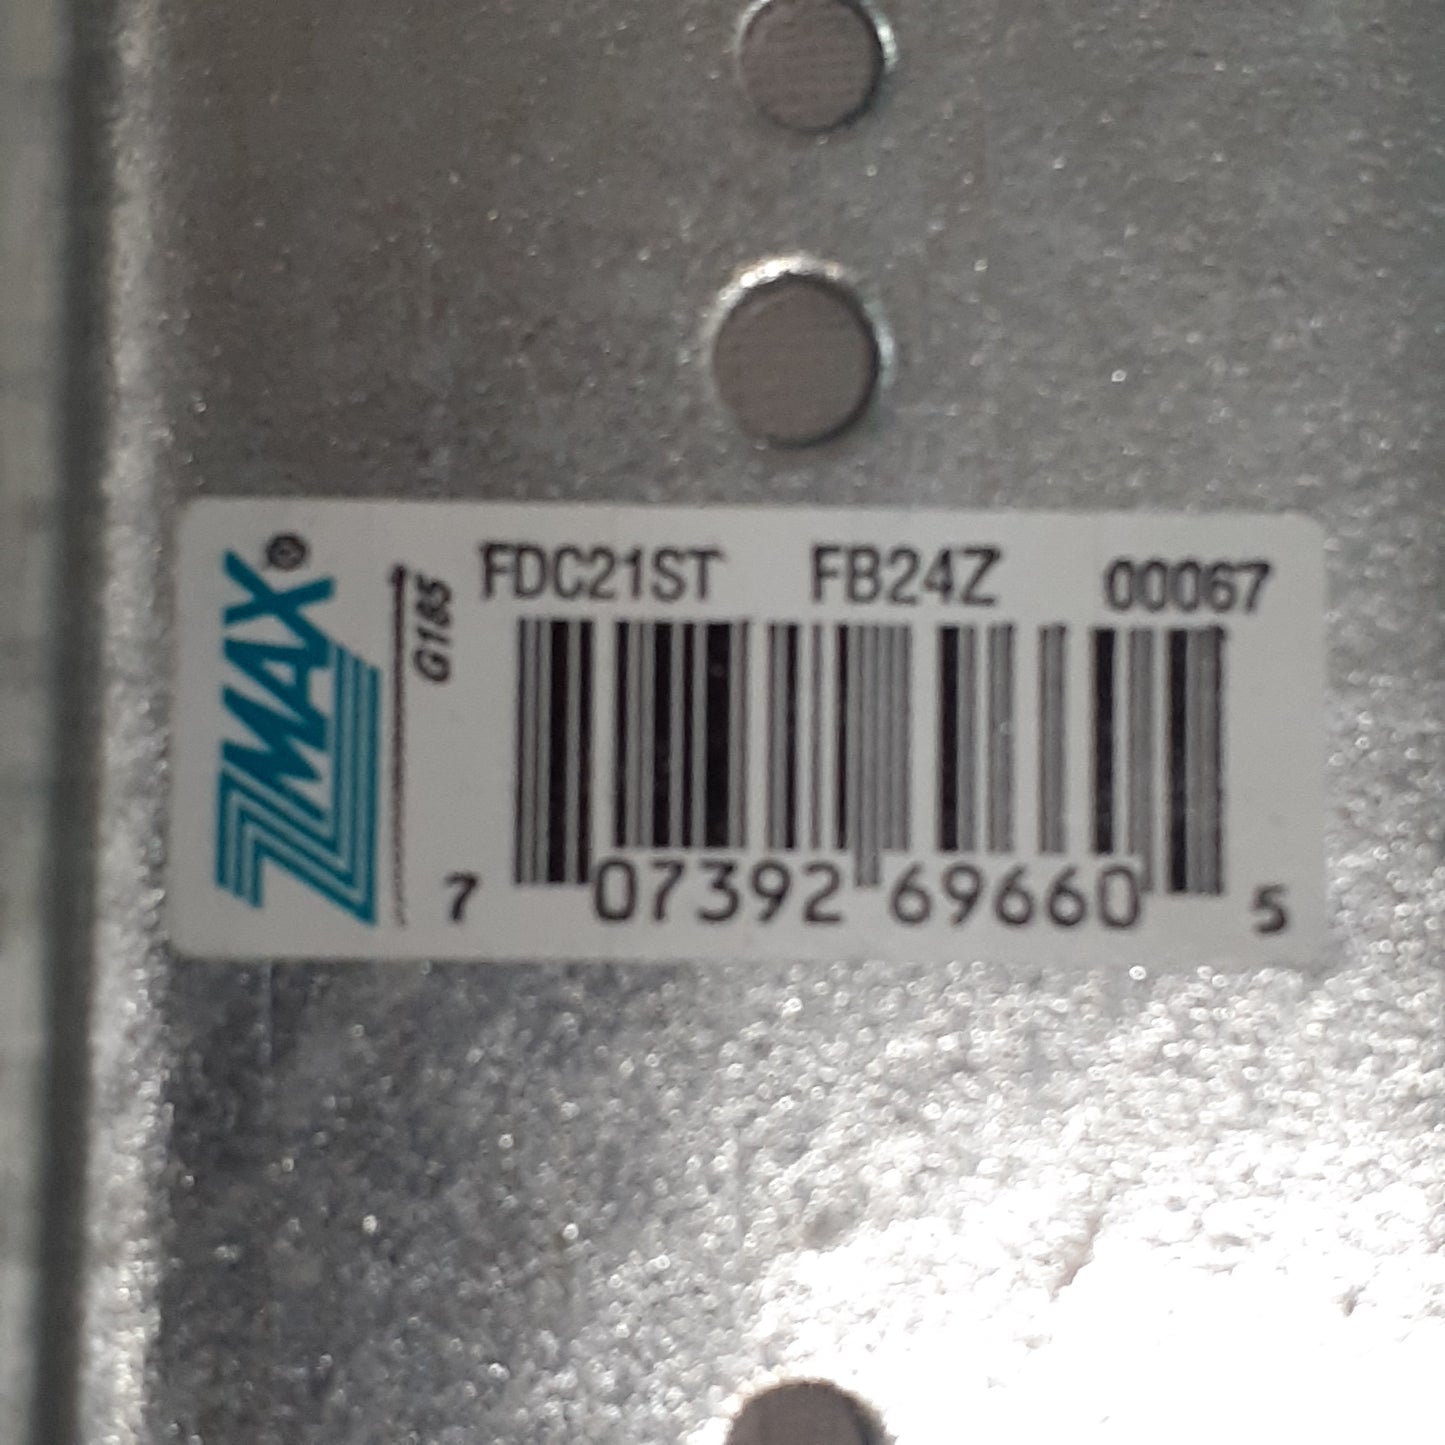 ZMAX®
G185
FDC21ST FB24Z 00067
7 07392 69660 5